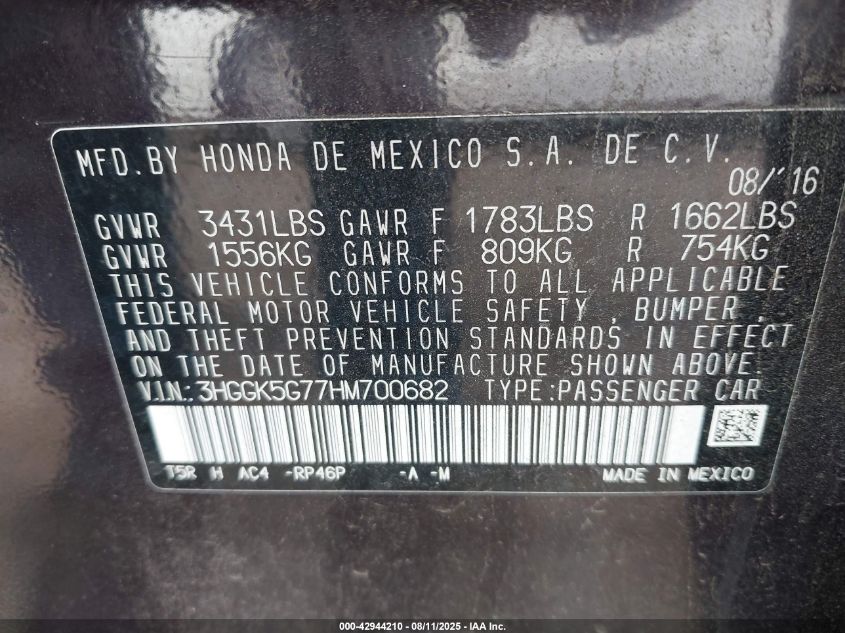 MFD.BY HONDA DE MEXICO S.A. DE C.V.
08/'16
GVWR 3431LBS GAWR F 1783LBS R 1662LBS
GVWR 1556KG GAWR F 809KG R 754KG
THIS VEHICLE CONFORMS TO ALL APPLICABLE
FEDERAL MOTOR VEHICLE SAFETY , BUMPER ,
AND THEFT PREVENTION STANDARDS IN EFFECT
ON THE DATE OF MANUFACTURE SHOWN ABOVE.
V.I.N.:3HGGK5G77HM700682 TYPE:PASSENGER CAR
T5R H AC4 -RP46P -A -M MADE IN MEXICO
000-42944210 - 08/11/2025 - IAA Inc.